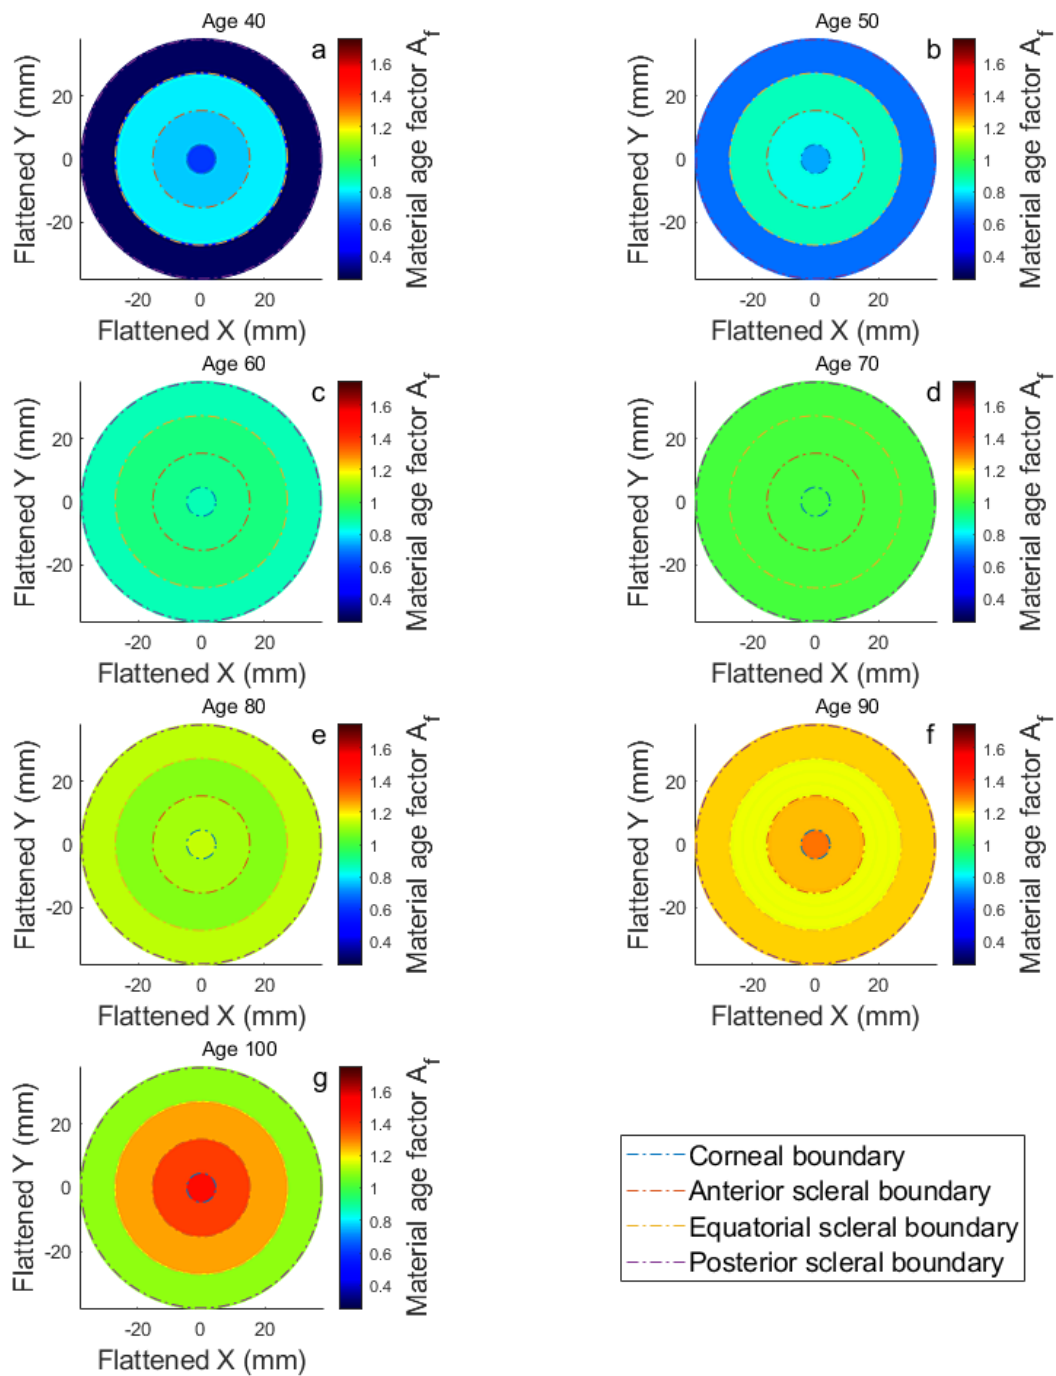 Age 40
a
Flattened Y (mm)
20
0
-20
-20 0 20
Flattened X (mm)
1.6
1.4
1.2
1
0.8
0.6
0.4
Material age factor Af
Age 50
b
Flattened Y (mm)
20
0
-20
-20 0 20
Flattened X (mm)
1.6
1.4
1.2
1
0.8
0.6
0.4
Material age factor Af
Age 60
c
Flattened Y (mm)
20
0
-20
-20 0 20
Flattened X (mm)
1.6
1.4
1.2
1
0.8
0.6
0.4
Material age factor Af
Age 70
d
Flattened Y (mm)
20
0
-20
-20 0 20
Flattened X (mm)
1.6
1.4
1.2
1
0.8
0.6
0.4
Material age factor Af
Age 80
e
Flattened Y (mm)
20
0
-20
-20 0 20
Flattened X (mm)
1.6
1.4
1.2
1
0.8
0.6
0.4
Material age factor Af
Age 90
f
Flattened Y (mm)
20
0
-20
-20 0 20
Flattened X (mm)
1.6
1.4
1.2
1
0.8
0.6
0.4
Material age factor Af
Age 100
g
Flattened Y (mm)
20
0
-20
-20 0 20
Flattened X (mm)
1.6
1.4
1.2
1
0.8
0.6
0.4
Material age factor Af
Corneal boundary
Anterior scleral boundary
Equatorial scleral boundary
Posterior scleral boundary